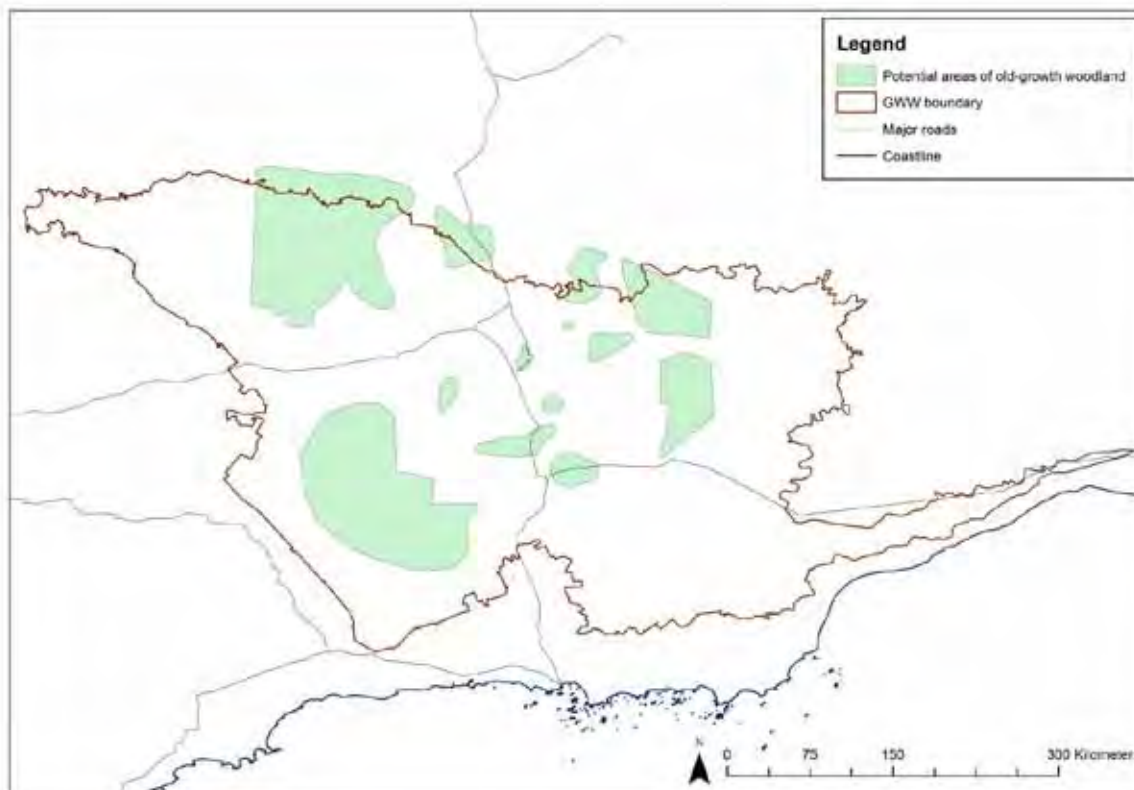 Legend
Potential areas of old-growth woodland
GWW boundary
Major roads
Coastline
N
0 75 150 300 Kilometers